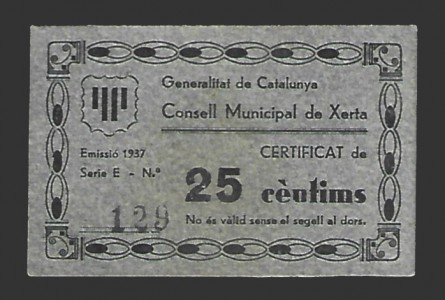 Generalitat de Catalunya
Consell Municipal de Xerta
Emissió 1937
CERTIFICAT de
Serie E - N.º
25 cèntims
129
No és vàlid sense el segell al dors.